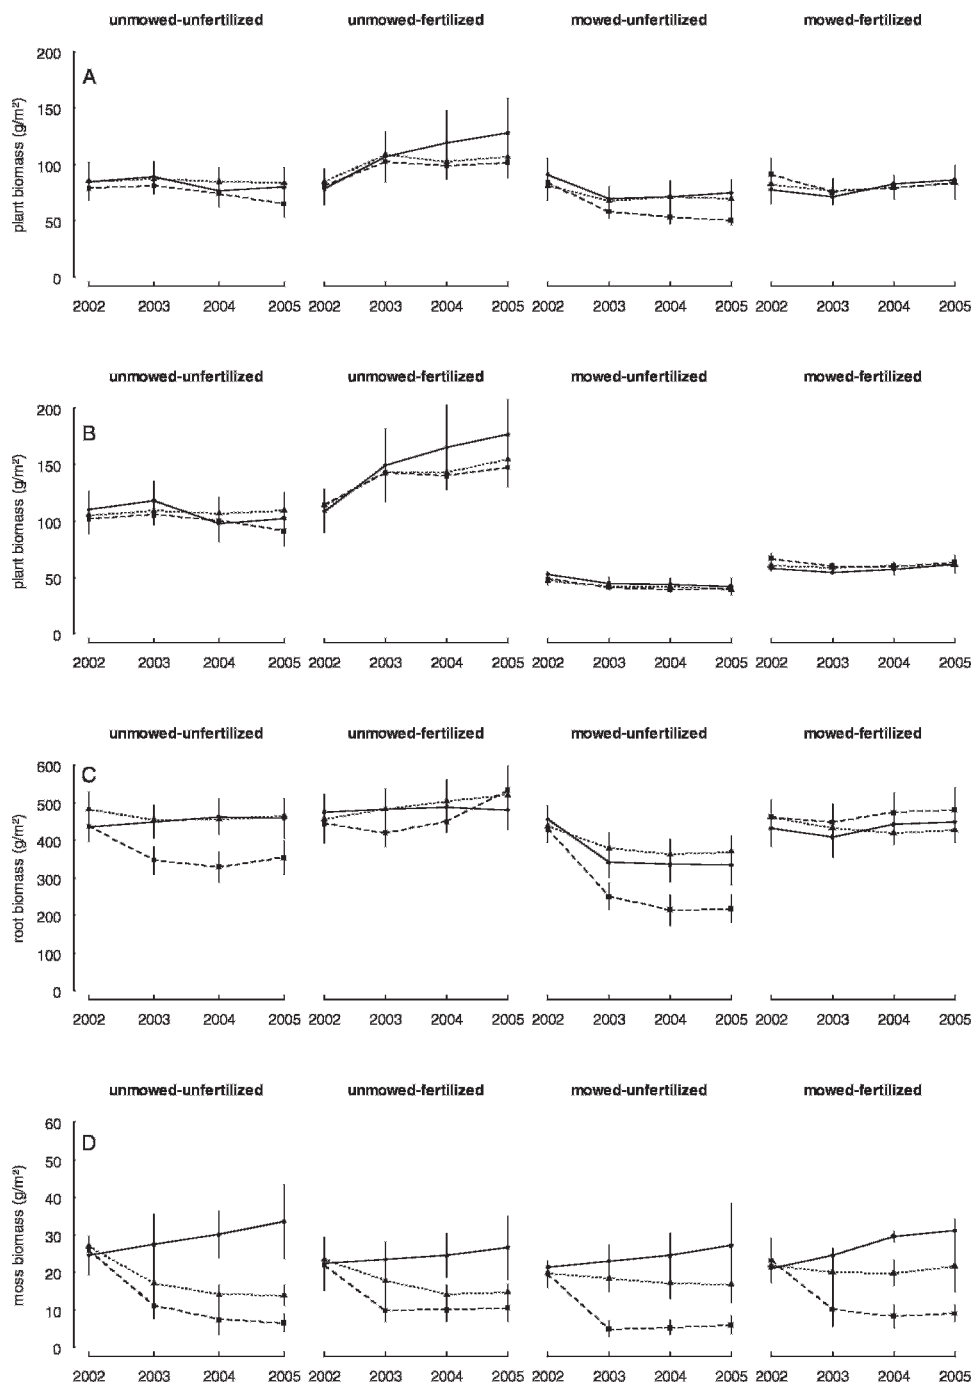 unmowed-unfertilized unmowed-fertilized mowed-unfertilized mowed-fertilized
200
A
150
100
50
0
plant biomass (g/m²)
2002 2003 2004 2005 2002 2003 2004 2005 2002 2003 2004 2005 2002 2003 2004 2005
unmowed-unfertilized unmowed-fertilized mowed-unfertilized mowed-fertilized
200
B
150
100
50
0
plant biomass (g/m²)
2002 2003 2004 2005 2002 2003 2004 2005 2002 2003 2004 2005 2002 2003 2004 2005
unmowed-unfertilized unmowed-fertilized mowed-unfertilized mowed-fertilized
600
C
500
400
300
200
100
0
root biomass (g/m²)
2002 2003 2004 2005 2002 2003 2004 2005 2002 2003 2004 2005 2002 2003 2004 2005
unmowed-unfertilized unmowed-fertilized mowed-unfertilized mowed-fertilized
60
D
50
40
30
20
10
0
moss biomass (g/m²)
2002 2003 2004 2005 2002 2003 2004 2005 2002 2003 2004 2005 2002 2003 2004 2005